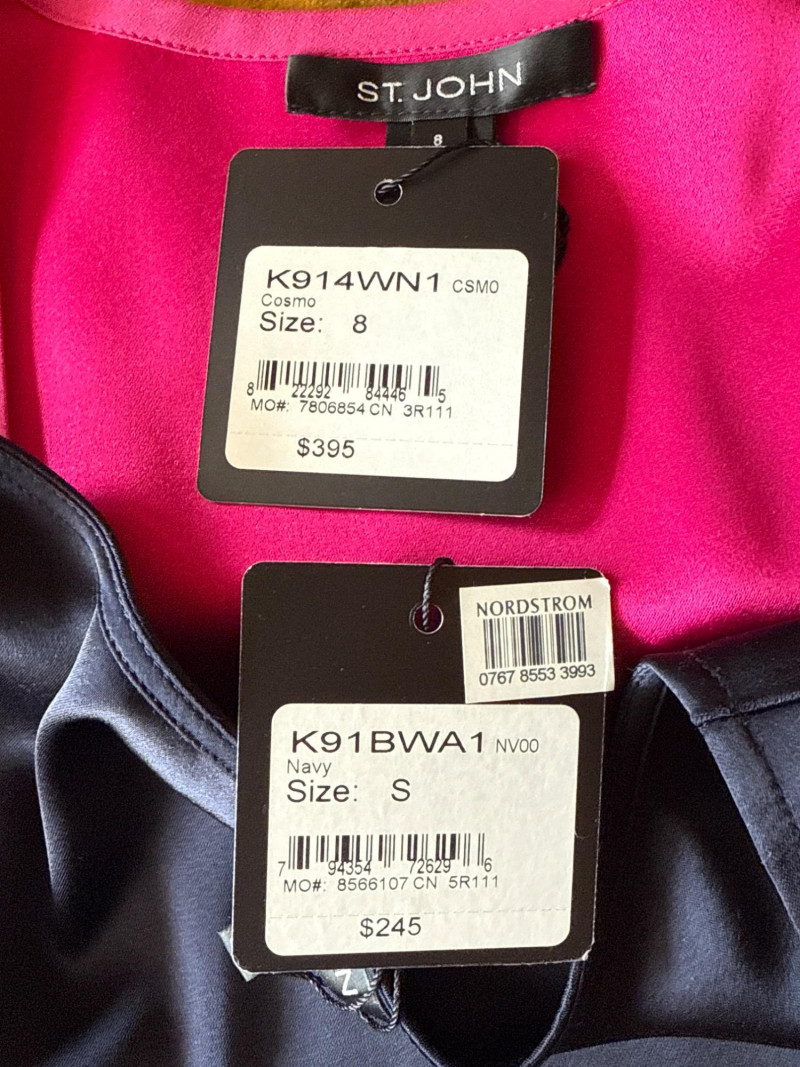 ST. JOHN
8
K914WN1 CSMO
Cosmo
Size: 8
8 22292 84446 5
MO#: 7806854 CN 3R111
$395
NORDSTROM
0767 8553 3993
K91BWA1 NV00
Navy
Size: S
7 94354 72629 6
MO#: 8566107 CN 5R111
$245